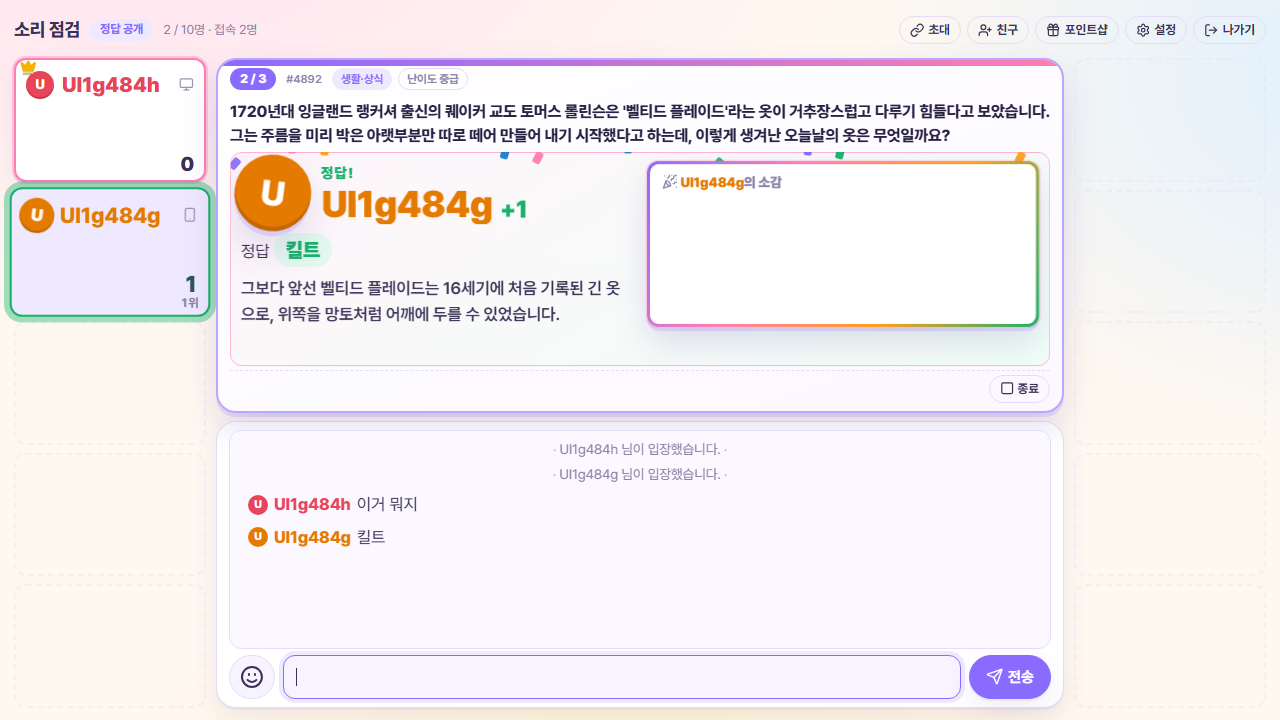 소리 점검 정답 공개 2 / 10명 · 접속 2명 초대 친구 포인트샵 설정 나가기
U UI1g484h
0
U UI1g484g
1
1위
2 / 3 #4892 생활·상식 난이도 중급
1720년대 잉글랜드 랭커셔 출신의 퀘이커 교도 토머스 롤린슨은 '벨티드 플레이드'라는 옷이 거추장스럽고 다루기 힘들다고 보았습니다.
그는 주름을 미리 박은 아랫부분만 따로 떼어 만들어 내기 시작했다고 하는데, 이렇게 생겨난 오늘날의 옷은 무엇일까요?
U
정답!
UI1g484g +1
정답 킬트
그보다 앞선 벨티드 플레이드는 16세기에 처음 기록된 긴 옷
으로, 위쪽을 망토처럼 어깨에 두를 수 있었습니다.
UI1g484g의 소감
종료
· UI1g484h 님이 입장했습니다. ·
· UI1g484g 님이 입장했습니다. ·
U UI1g484h 이거 뭐지
U UI1g484g 킬트
전송